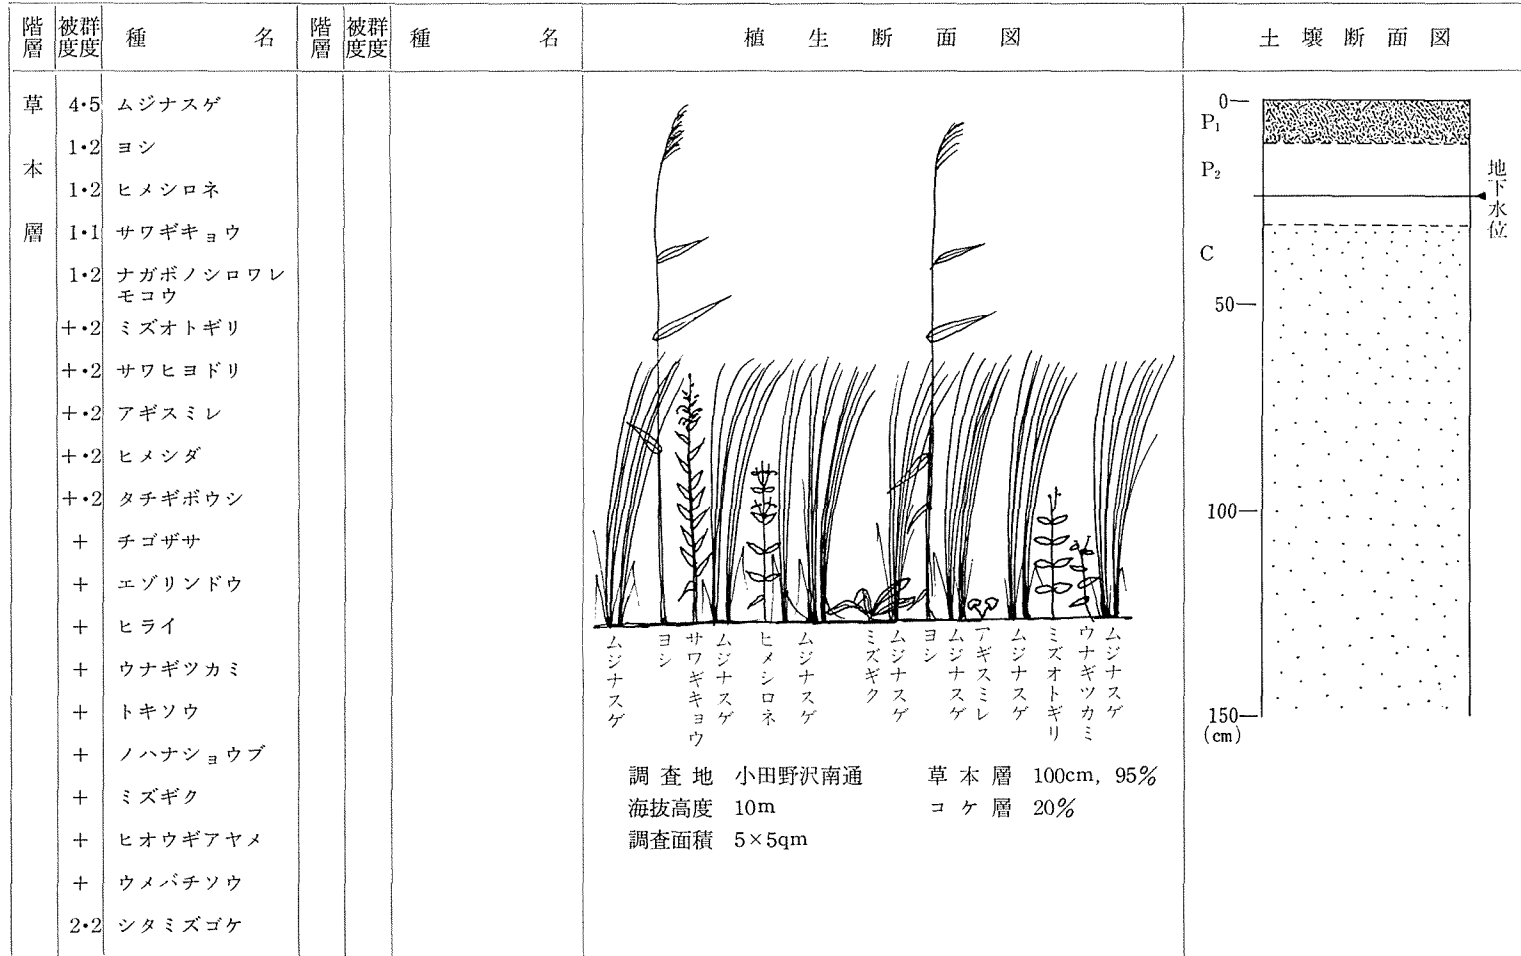 階層 被度 群度 種 名 階層 被度 群度 種 名 植生断面図 土壌断面図
草本層
4・5 ムジナスゲ
1・2 ヨシ
1・2 ヒメシロネ
1・1 サワギキョウ
1・2 ナガボノシロワレ
モコウ
+・2 ミズオトギリ
+・2 サワヒヨドリ
+・2 アギスミレ
+・2 ヒメシダ
+・2 タチギボウシ
+ チゴザサ
+ エゾリンドウ
+ ヒライ
+ ウナギツカミ
+ トキソウ
+ ノハナショウブ
+ ミズギク
+ ヒオウギアヤメ
+ ウメバチソウ
2・2 シタミズゴケ
ムジナスゲ
ヨシ
サワギキョウ
ムジナスゲ
ヒメシロネ
ムジナスゲ
ミズギク
ムジナスゲ
ヨシ
ムジナスゲ
アギスミレ
ムジナスゲ
ミズオトギリ
ウナギツカミ
ムジナスゲ
調査地 小田野沢南通 草本層 100cm, 95%
海抜高度 10m コケ層 20%
調査面積 5×5qm
0
P₁
P₂
地下水位
C
50
100
150
(cm)